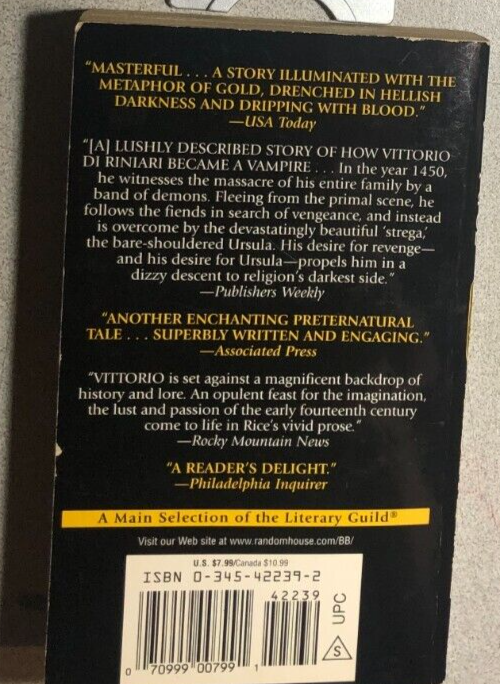 “MASTERFUL . . . A STORY ILLUMINATED WITH THE
METAPHOR OF GOLD, DRENCHED IN HELLISH
DARKNESS AND DRIPPING WITH BLOOD.”
—USA Today
“[A] LUSHLY DESCRIBED STORY OF HOW VITTORIO
DI RINIARI BECAME A VAMPIRE . . . In the year 1450,
he witnesses the massacre of his entire family by a
band of demons. Fleeing from the primal scene, he
follows the fiends in search of vengeance, and instead
is overcome by the devastatingly beautiful ‘strega,’
the bare-shouldered Ursula. His desire for revenge—
and his desire for Ursula—propels him in a
dizzy descent to religion’s darkest side.”
—Publishers Weekly
“ANOTHER ENCHANTING PRETERNATURAL
TALE . . . SUPERBLY WRITTEN AND ENGAGING.”
—Associated Press
“VITTORIO is set against a magnificent backdrop of
history and lore. An opulent feast for the imagination,
the lust and passion of the early fourteenth century
come to life in Rice’s vivid prose.”
—Rocky Mountain News
“A READER’S DELIGHT.”
—Philadelphia Inquirer
A Main Selection of the Literary Guild®
Visit our Web site at www.randomhouse.com/BB/
U.S. $7.99/Canada $10.99
ISBN 0-345-42239-2
42239
UPC
S
0 70999 00799 1